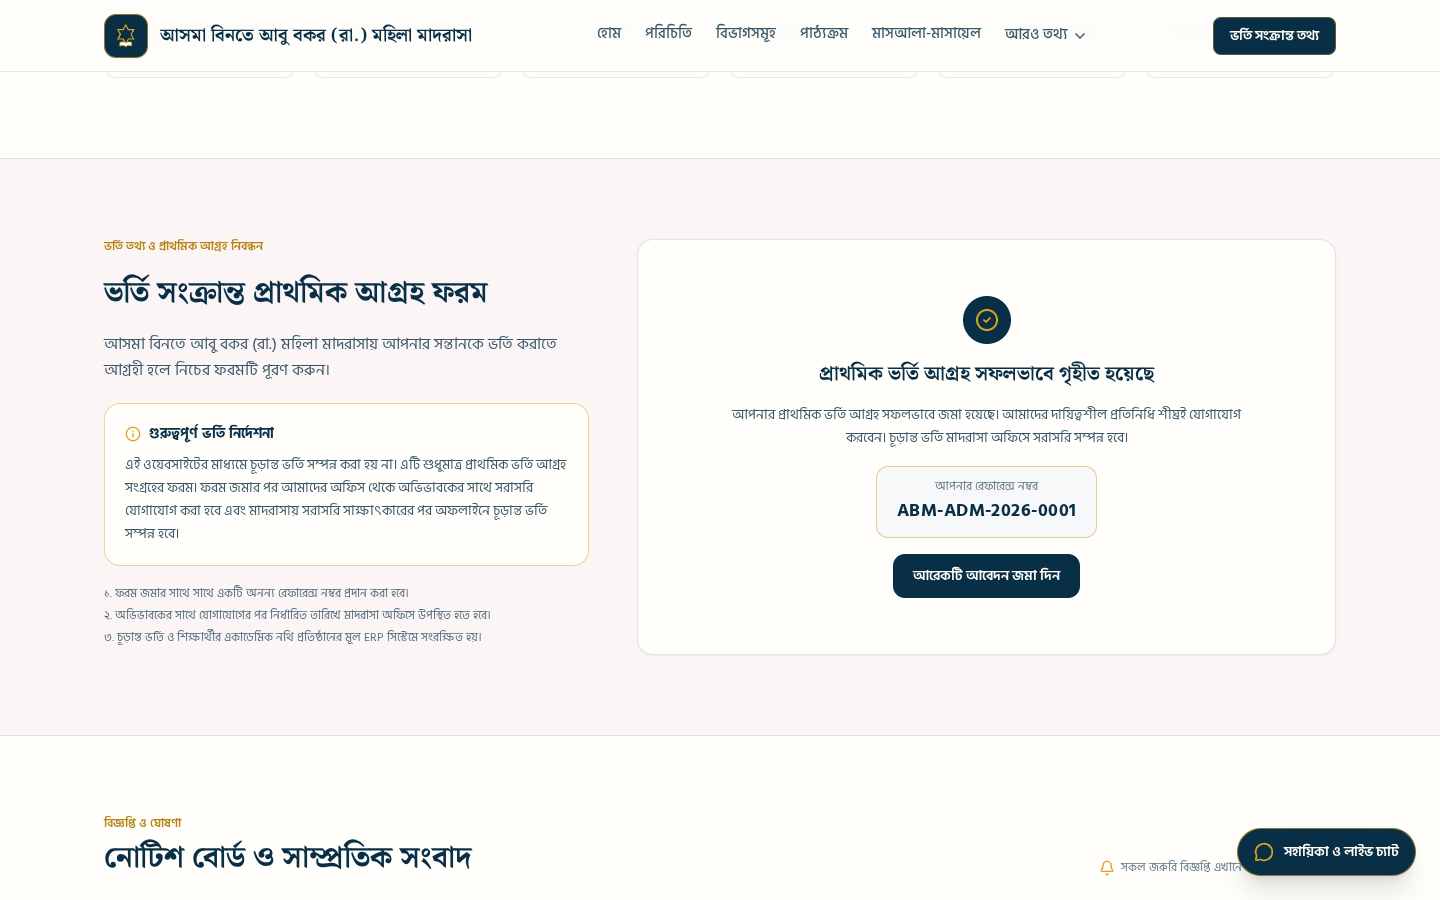 আসমা বিনতে আবু বকর (রা.) মহিলা মাদরাসা
হোম
পরিচিতি
বিভাগসমূহ
পাঠ্যক্রম
মাসআলা-মাসায়েল
আরও তথ্য
ভর্তি সংক্রান্ত তথ্য
ভর্তি তথ্য ও প্রাথমিক আগ্রহ নিবন্ধন
ভর্তি সংক্রান্ত প্রাথমিক আগ্রহ ফরম
আসমা বিনতে আবু বকর (রা.) মহিলা মাদরাসায় আপনার সন্তানকে ভর্তি করাতে
আগ্রহী হলে নিচের ফরমটি পূরণ করুন।
গুরুত্বপূর্ণ ভর্তি নির্দেশনা
এই ওয়েবসাইটের মাধ্যমে চূড়ান্ত ভর্তি সম্পন্ন করা হয় না। এটি শুধুমাত্র প্রাথমিক ভর্তি আগ্রহ
সংগ্রহের ফরম। ফরম জমার পর আমাদের অফিস থেকে অভিভাবকের সাথে সরাসরি
যোগাযোগ করা হবে এবং মাদরাসায় সরাসরি সাক্ষাৎকারের পর অফলাইনে চূড়ান্ত ভর্তি
সম্পন্ন হবে।
১. ফরম জমার সাথে সাথে একটি অনন্য রেফারেন্স নম্বর প্রদান করা হবে।
২. অভিভাবকের সাথে যোগাযোগের পর নির্ধারিত তারিখে মাদরাসা অফিসে উপস্থিত হতে হবে।
৩. চূড়ান্ত ভর্তি ও শিক্ষার্থীর একাডেমিক নথি প্রতিষ্ঠানের মূল ERP সিস্টেমে সংরক্ষিত হয়।
প্রাথমিক ভর্তি আগ্রহ সফলভাবে গৃহীত হয়েছে
আপনার প্রাথমিক ভর্তি আগ্রহ সফলভাবে জমা হয়েছে। আমাদের দায়িত্বশীল প্রতিনিধি শীঘ্রই যোগাযোগ
করবেন। চূড়ান্ত ভর্তি মাদরাসা অফিসে সরাসরি সম্পন্ন হবে।
আপনার রেফারেন্স নম্বর
ABM-ADM-2026-0001
আরেকটি আবেদন জমা দিন
বিজ্ঞপ্তি ও ঘোষণা
নোটিশ বোর্ড ও সাম্প্রতিক সংবাদ
সকল জরুরি বিজ্ঞপ্তি এখানে
সহায়িকা ও লাইভ চ্যাট